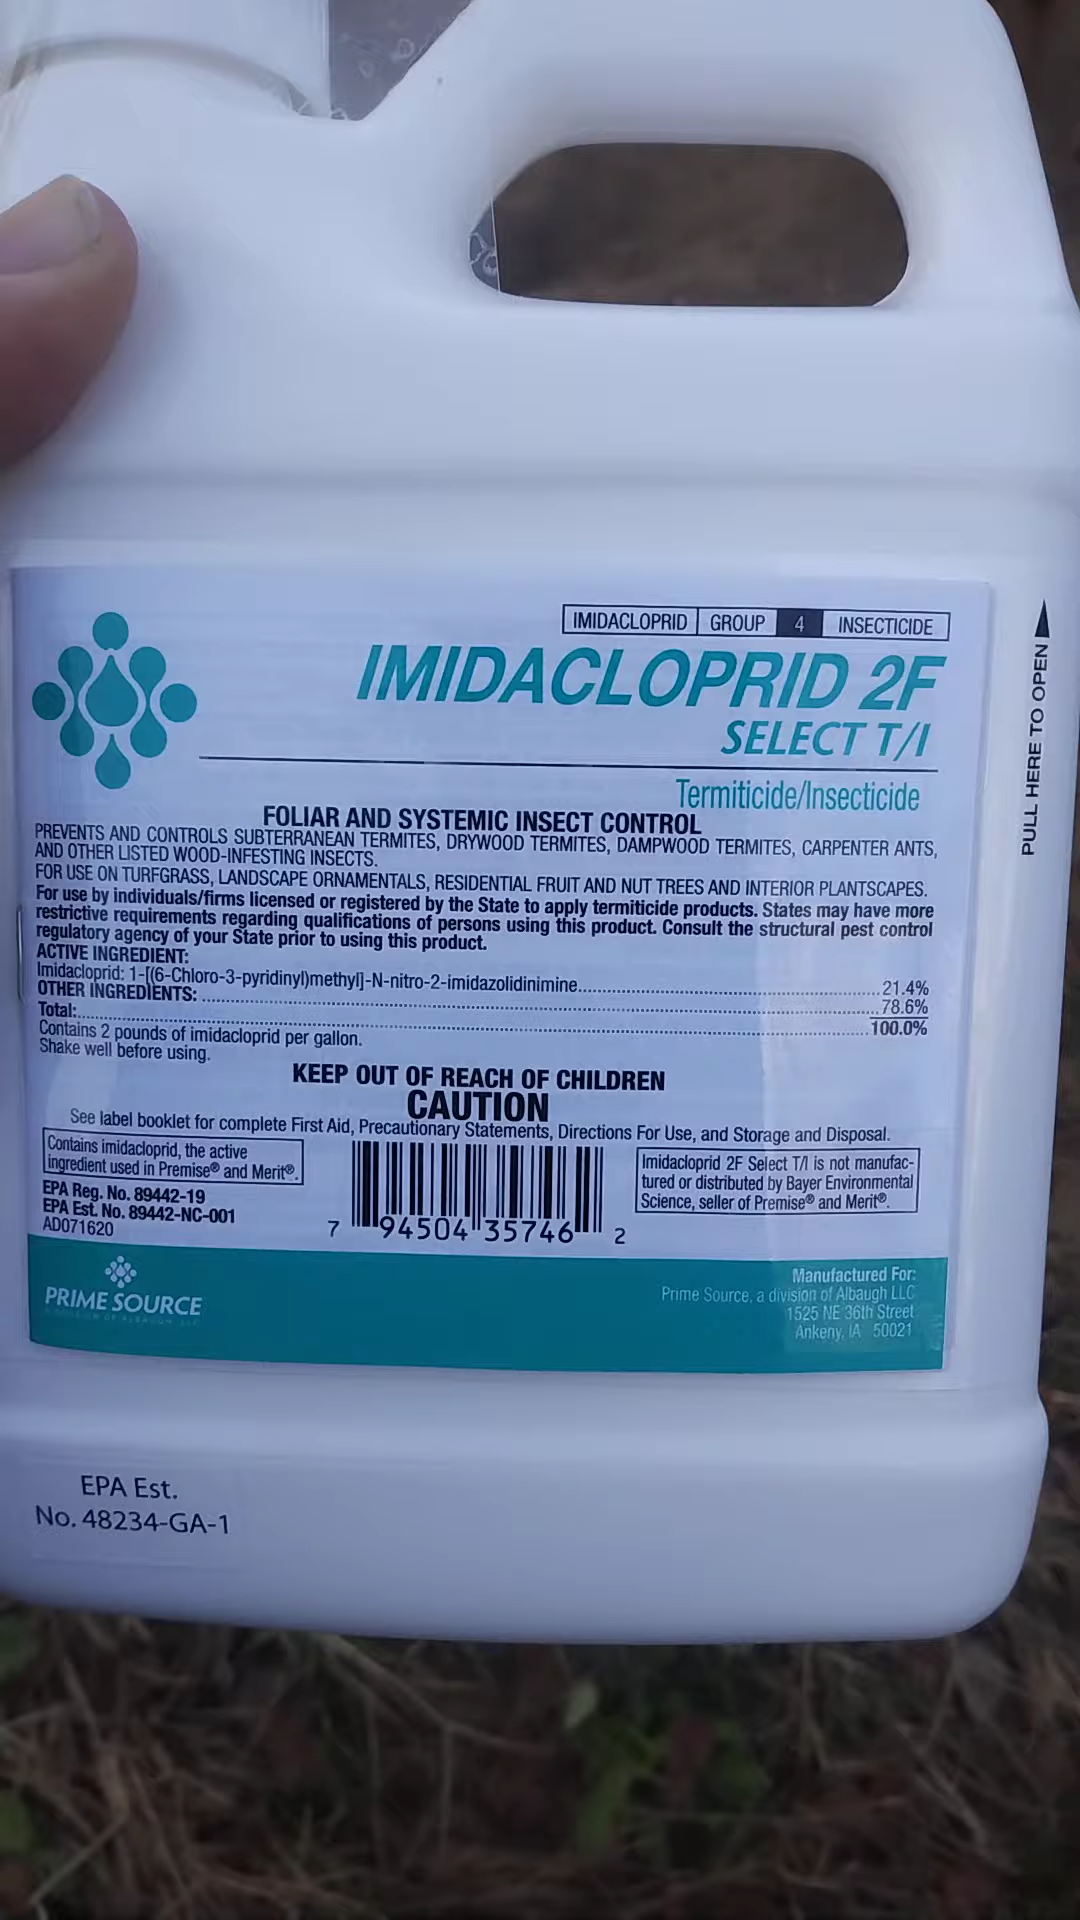 IMIDACLOPRID GROUP 4 INSECTICIDE
IMIDACLOPRID 2F
SELECT T/I
Termiticide/Insecticide
PULL HERE TO OPEN
FOLIAR AND SYSTEMIC INSECT CONTROL
PREVENTS AND CONTROLS SUBTERRANEAN TERMITES, DRYWOOD TERMITES, DAMPWOOD TERMITES, CARPENTER ANTS,
AND OTHER LISTED WOOD-INFESTING INSECTS.
FOR USE ON TURFGRASS, LANDSCAPE ORNAMENTALS, RESIDENTIAL FRUIT AND NUT TREES AND INTERIOR PLANTSCAPES.
For use by individuals/firms licensed or registered by the State to apply termiticide products. States may have more
restrictive requirements regarding qualifications of persons using this product. Consult the structural pest control
regulatory agency of your State prior to using this product.
ACTIVE INGREDIENT:
Imidacloprid: 1-[(6-Chloro-3-pyridinyl)methyl]-N-nitro-2-imidazolidinimine 21.4%
OTHER INGREDIENTS: 78.6%
Total: 100.0%
Contains 2 pounds of imidacloprid per gallon.
Shake well before using.
KEEP OUT OF REACH OF CHILDREN
CAUTION
See label booklet for complete First Aid, Precautionary Statements, Directions For Use, and Storage and Disposal.
Contains imidacloprid, the active
ingredient used in Premise® and Merit®.
EPA Reg. No. 89442-19
EPA Est. No. 89442-NC-001
AD071620
7 94504 35746 2
Imidacloprid 2F Select T/I is not manufac-
tured or distributed by Bayer Environmental
Science, seller of Premise® and Merit®.
PRIME SOURCE
A DIVISION OF ALBAUGH, LLC
Manufactured For:
Prime Source, a division of Albaugh LLC
1525 NE 36th Street
Ankeny, IA 50021
EPA Est.
No. 48234-GA-1